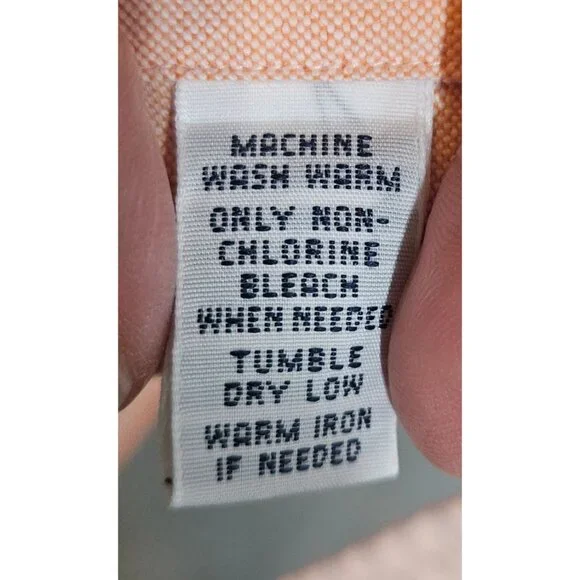 MACHINE
WASH WARM
ONLY NON-
CHLORINE
BLEACH
WHEN NEEDED
TUMBLE
DRY LOW
WARM IRON
IF NEEDED